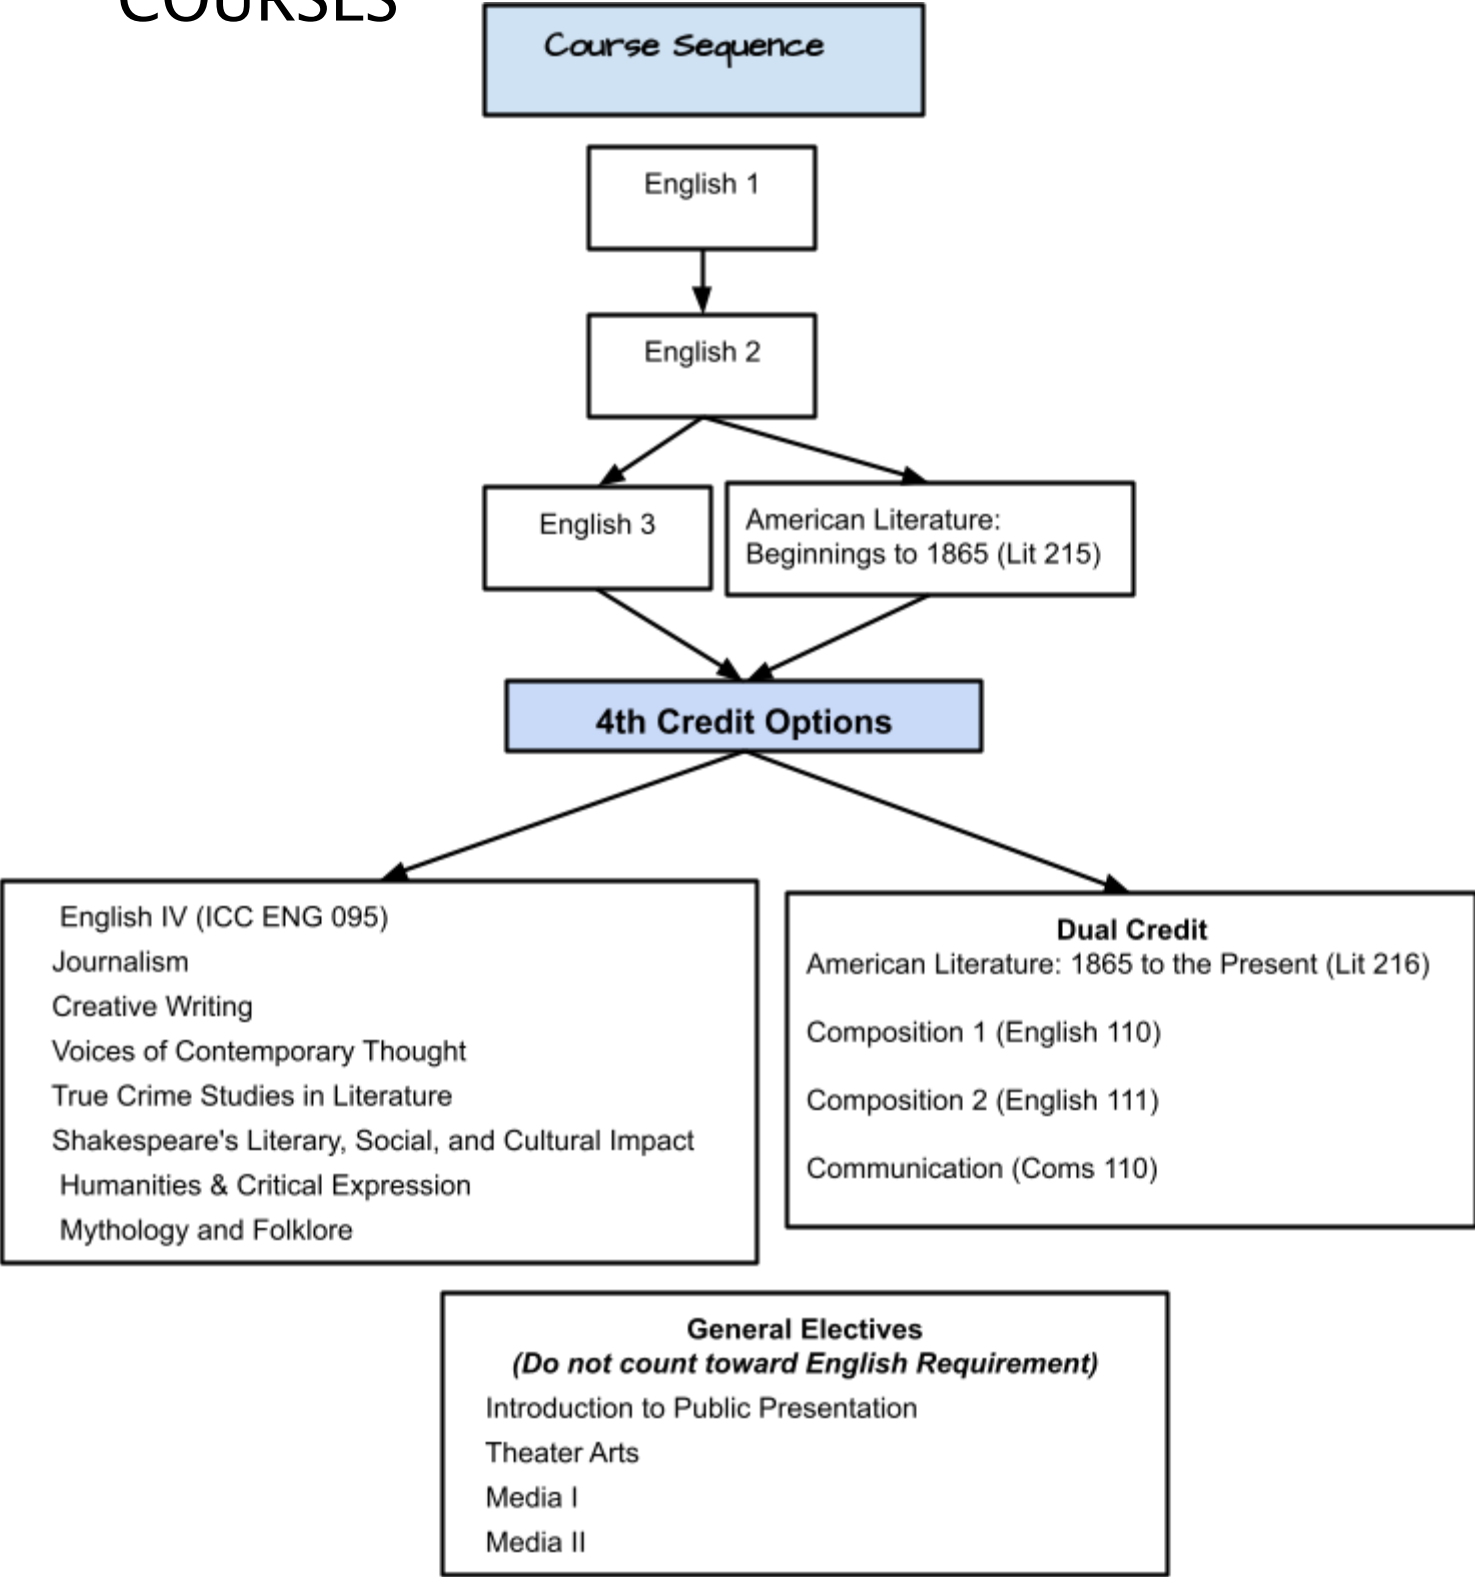 COURSES
Course Sequence
English 1
English 2
English 3
American Literature:
Beginnings to 1865 (Lit 215)
4th Credit Options
English IV (ICC ENG 095)
Journalism
Creative Writing
Voices of Contemporary Thought
True Crime Studies in Literature
Shakespeare's Literary, Social, and Cultural Impact
Humanities & Critical Expression
Mythology and Folklore
Dual Credit
American Literature: 1865 to the Present (Lit 216)
Composition 1 (English 110)
Composition 2 (English 111)
Communication (Coms 110)
General Electives
(Do not count toward English Requirement)
Introduction to Public Presentation
Theater Arts
Media I
Media II